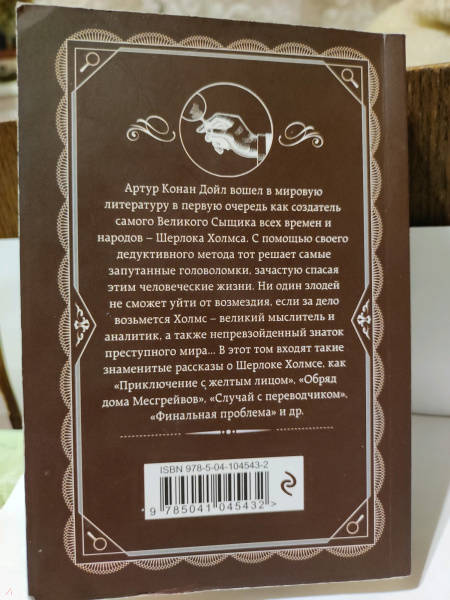 Артур Конан Дойл вошел в мировую
литературу в первую очередь как создатель
самого Великого Сыщика всех времен и
народов – Шерлока Холмса. С помощью своего
дедуктивного метода тот решает самые
запутанные головоломки, зачастую спасая
этим человеческие жизни. Ни один злодей
не сможет уйти от возмездия, если за дело
возьмется Холмс – великий мыслитель и
аналитик, а также непревзойденный знаток
преступного мира... В этот том входят такие
знаменитые рассказы о Шерлоке Холмсе, как
«Приключение с желтым лицом», «Обряд
дома Месгрейвов», «Случай с переводчиком»,
«Финальная проблема» и др.
ISBN 978-5-04-104543-2
9 785041 045432 >